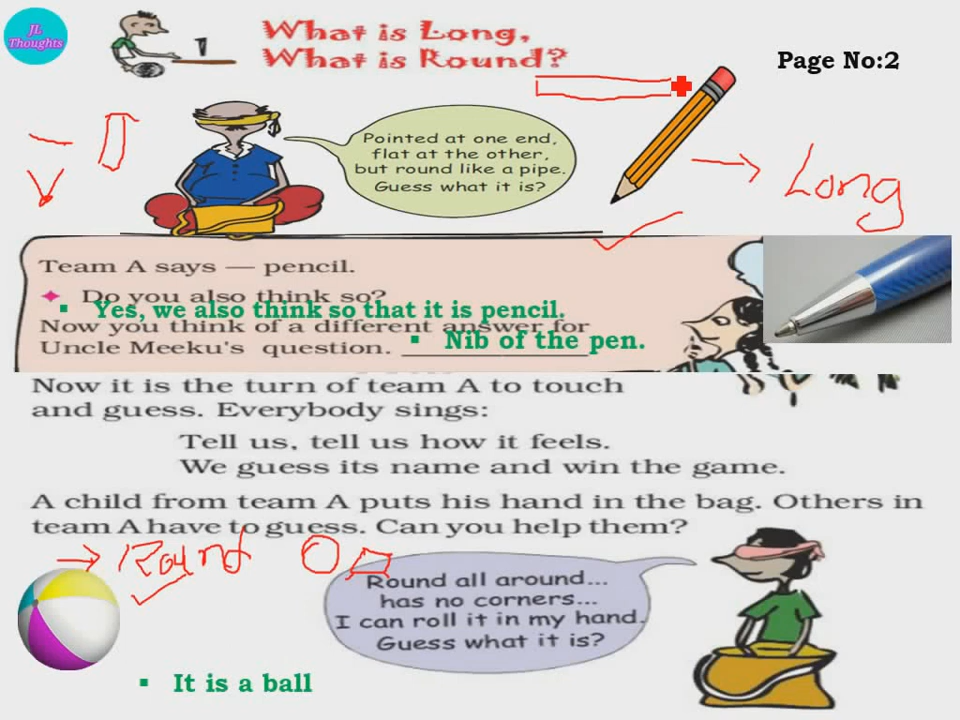 JL
Thoughts
What is Long,
What is Round?
Page No:2
Pointed at one end,
flat at the other,
but round like a pipe.
Guess what it is?
Long
Team A says — pencil.
Do you also think so?
Yes, we also think so that it is pencil.
Now you think of a different answer for
Uncle Meeku's question. ____________
Nib of the pen.
Now it is the turn of team A to touch
and guess. Everybody sings:
Tell us, tell us how it feels.
We guess its name and win the game.
A child from team A puts his hand in the bag. Others in
team A have to guess. Can you help them?
Round
Round all around...
has no corners...
I can roll it in my hand.
Guess what it is?
It is a ball